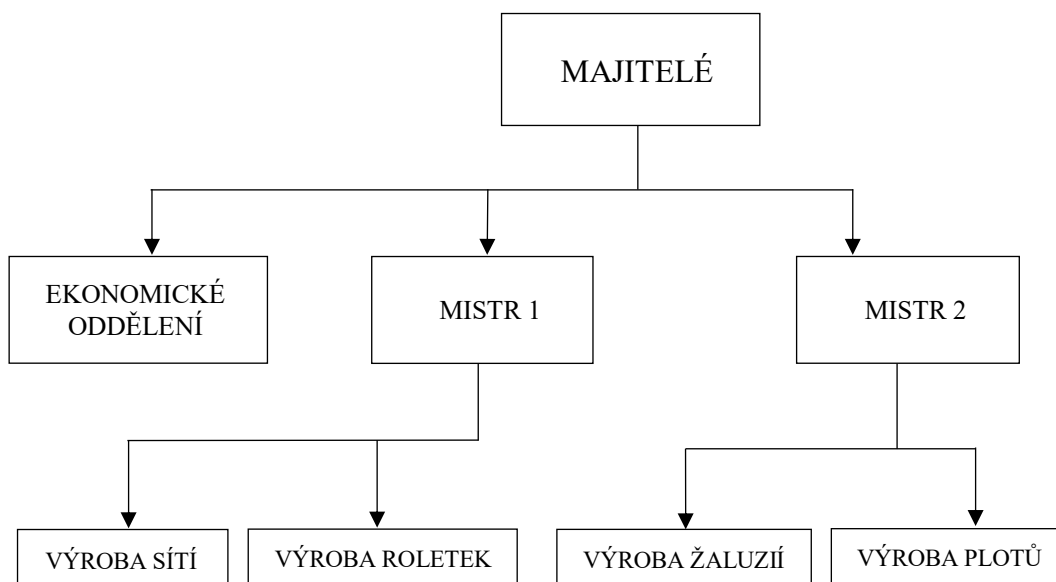 MAJITELÉ
EKONOMICKÉ
ODDĚLENÍ
MISTR 1
MISTR 2
VÝROBA SÍTÍ
VÝROBA ROLETEK
VÝROBA ŽALUZIÍ
VÝROBA PLOTŮ